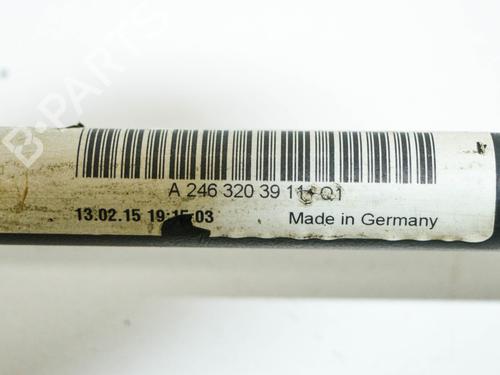 B-PARTS
A 246 320 39 11 Q1
13.02.15 19:15:03
Made in Germany